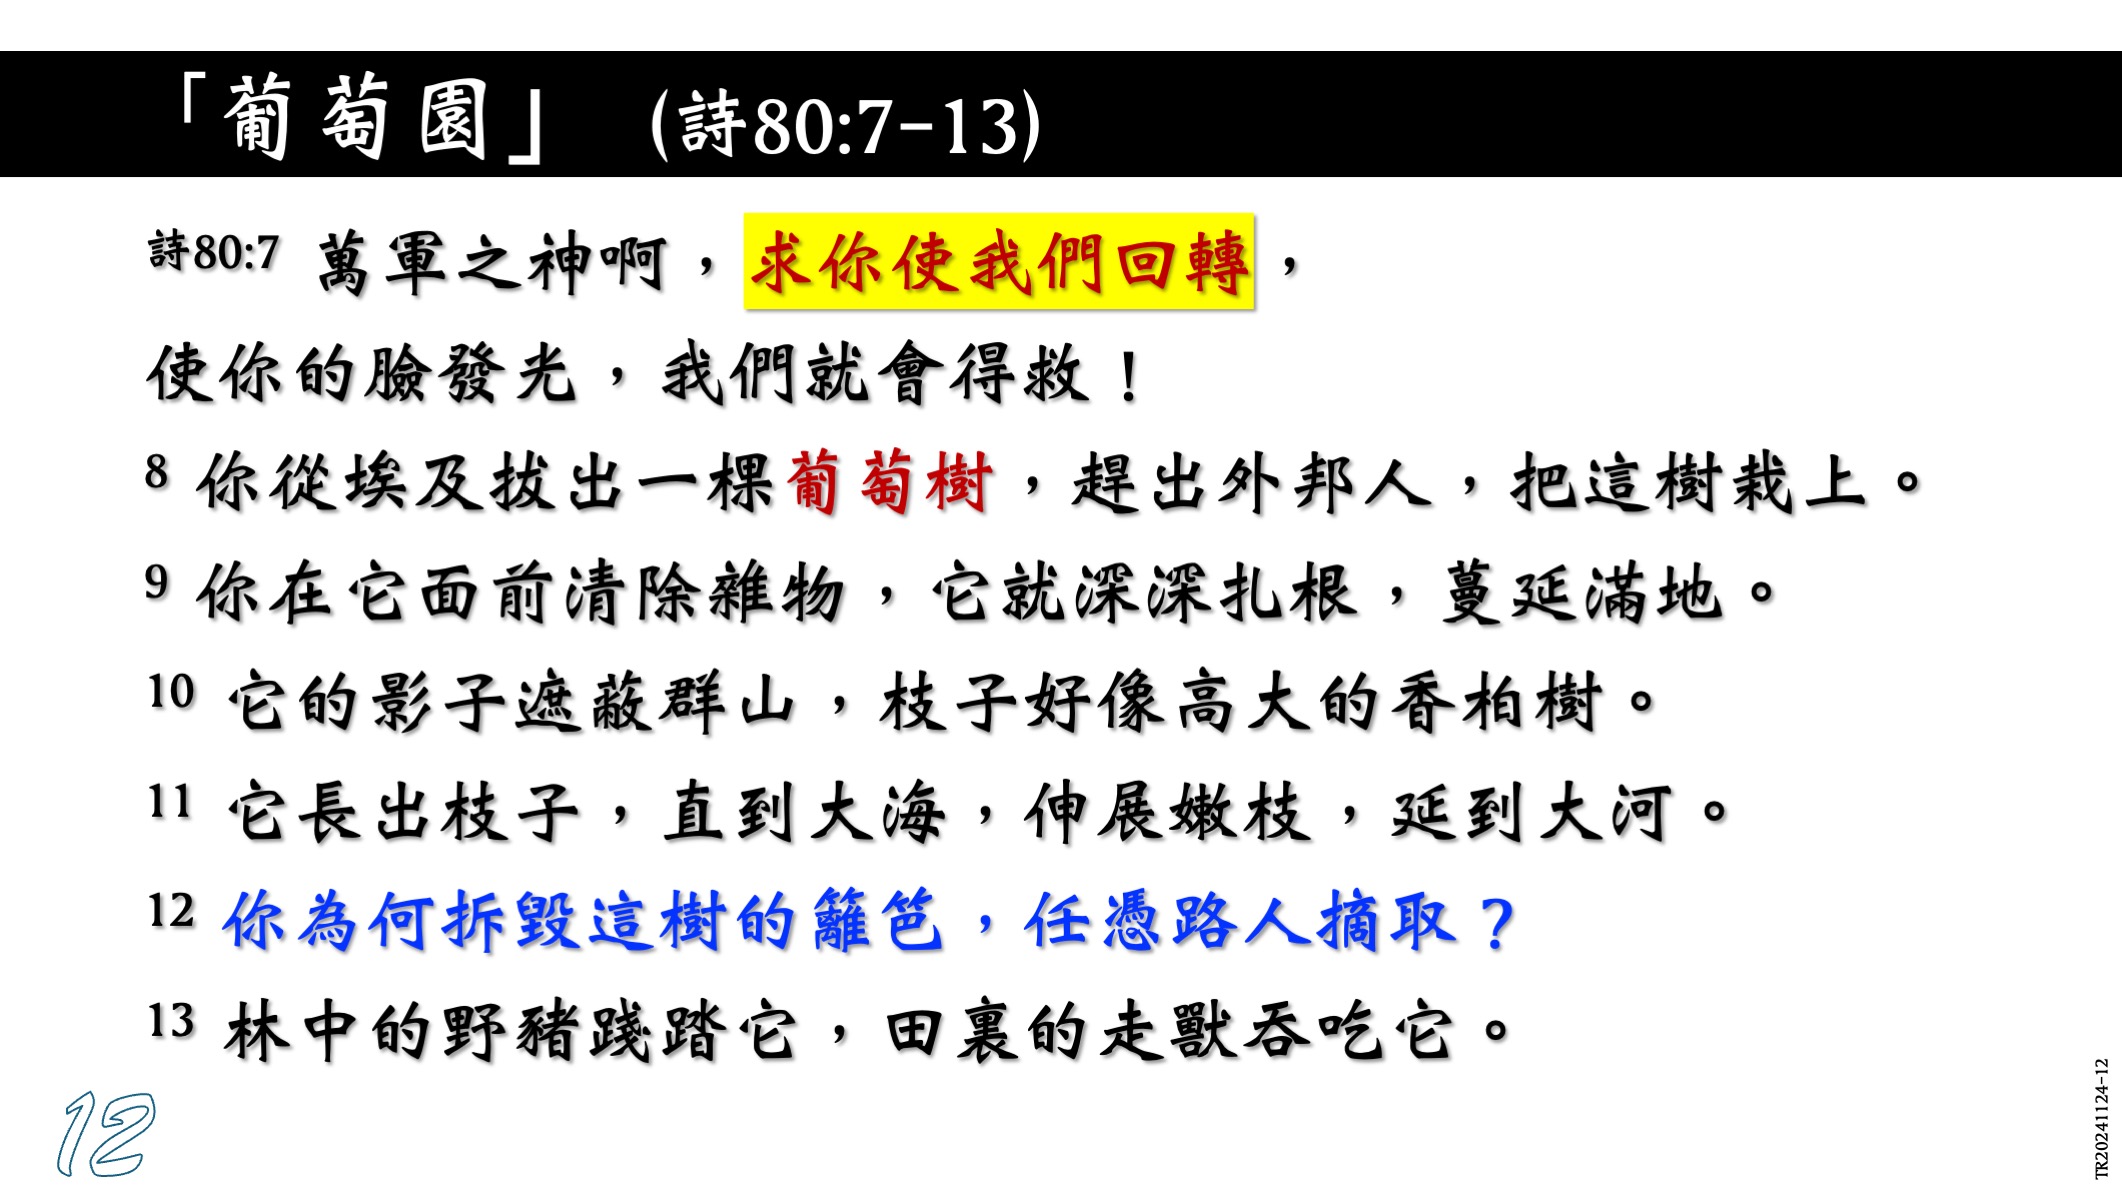 「葡萄園」 (詩80:7-13)
詩80:7 萬軍之神啊，求你使我們回轉，
使你的臉發光，我們就會得救！
8 你從埃及拔出一棵葡萄樹，趕出外邦人，把這樹栽上。
9 你在它面前清除雜物，它就深深扎根，蔓延滿地。
10 它的影子遮蔽群山，枝子好像高大的香柏樹。
11 它長出枝子，直到大海，伸展嫩枝，延到大河。
12 你為何拆毀這樹的籬笆，任憑路人摘取？
13 林中的野豬踐踏它，田裏的走獸吞吃它。
12
TR20241124-12